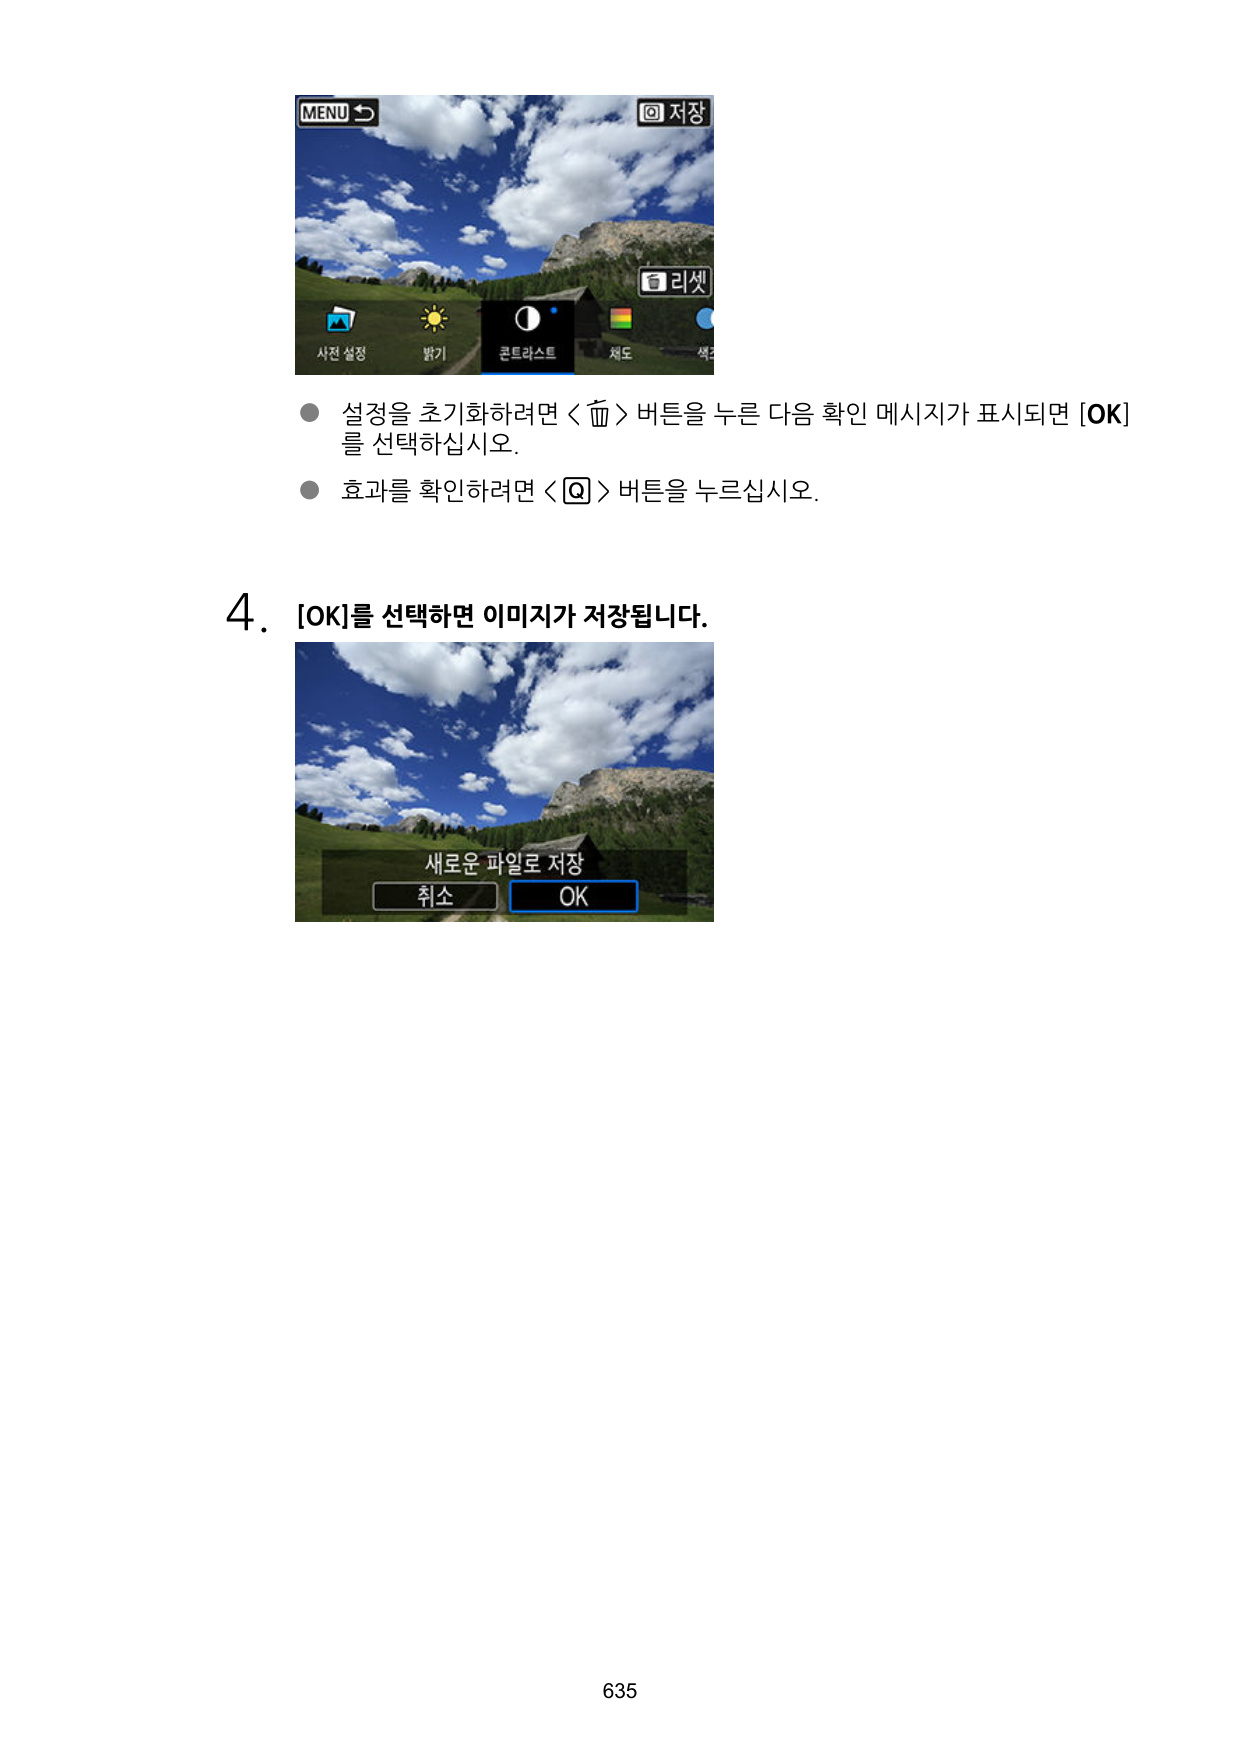 MENU
Q 저장
리셋
사전 설정 밝기 콘트라스트 채도
● 설정을 초기화하려면 < > 버튼을 누른 다음 확인 메시지가 표시되면 [OK]
를 선택하십시오.
● 효과를 확인하려면 < Q > 버튼을 누르십시오.
4. [OK]를 선택하면 이미지가 저장됩니다.
새로운 파일로 저장
취소 OK
635